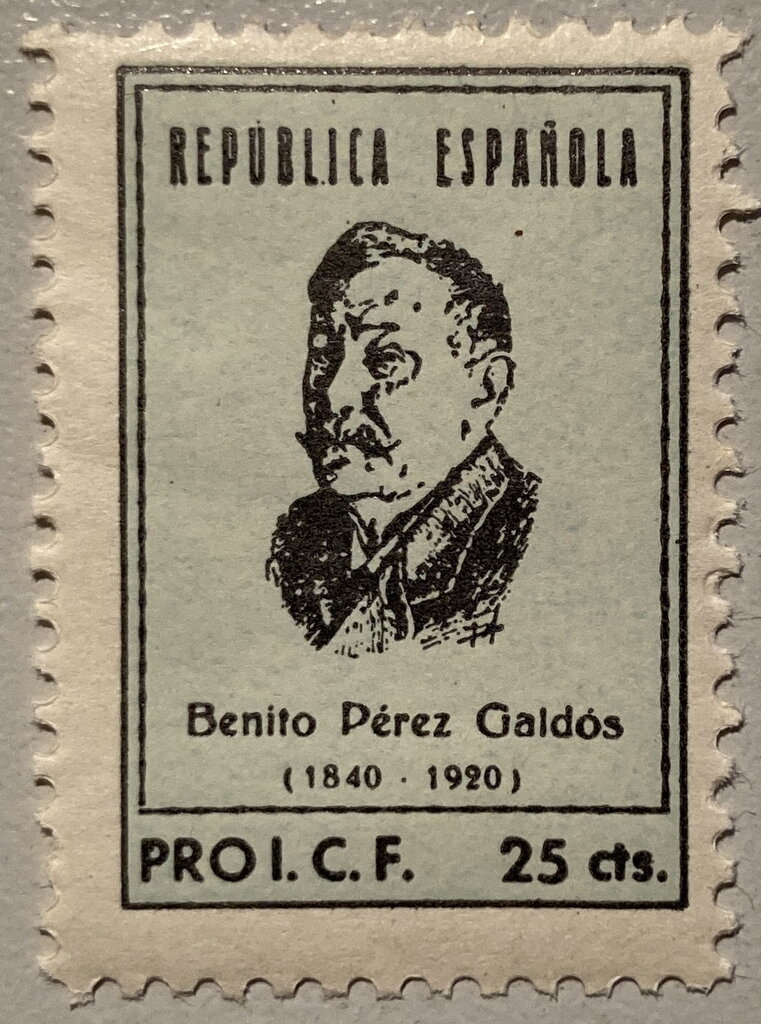 REPÚBLICA ESPAÑOLA
Benito Pérez Galdós
(1840 · 1920)
PRO I. C. F. 25 cts.